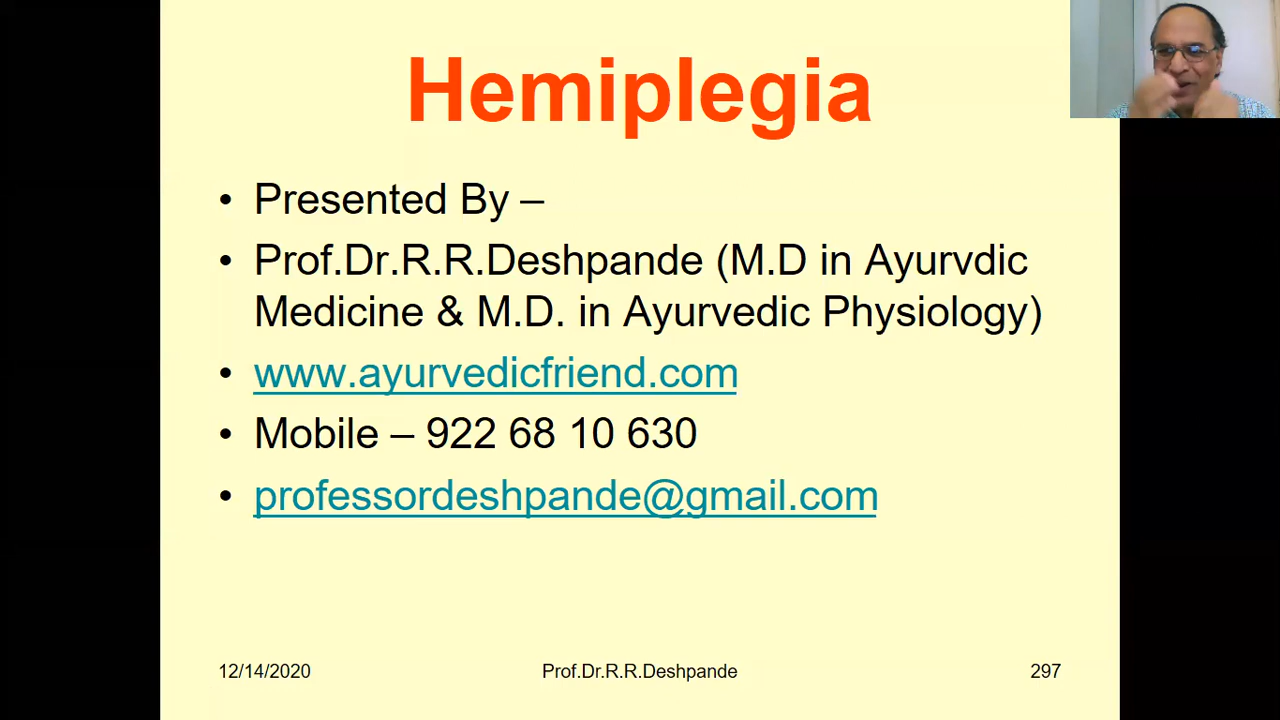 Hemiplegia
• Presented By –
• Prof.Dr.R.R.Deshpande (M.D in Ayurvdic
Medicine & M.D. in Ayurvedic Physiology)
• www.ayurvedicfriend.com
• Mobile – 922 68 10 630
• professordeshpande@gmail.com
12/14/2020 Prof.Dr.R.R.Deshpande 297